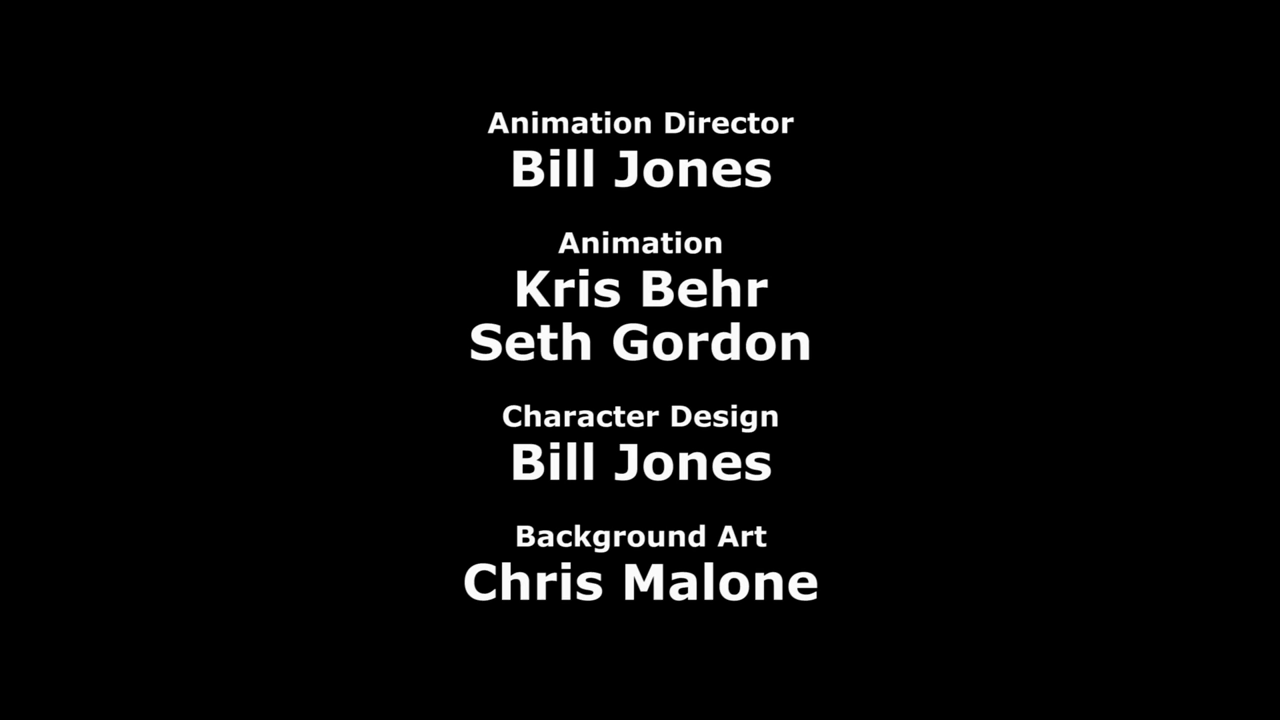 Animation Director
Bill Jones
Animation
Kris Behr
Seth Gordon
Character Design
Bill Jones
Background Art
Chris Malone